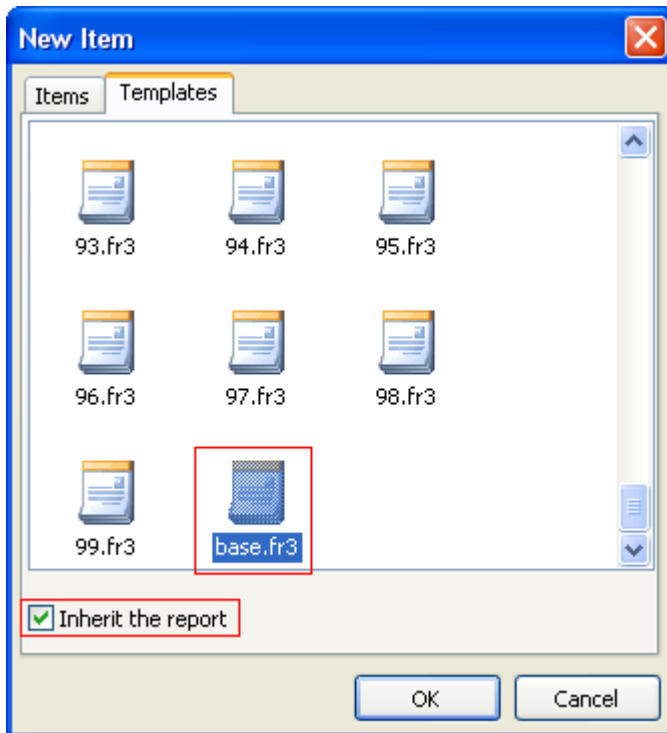 New Item
Items Templates
93.fr3 94.fr3 95.fr3
96.fr3 97.fr3 98.fr3
99.fr3 base.fr3
Inherit the report
OK Cancel